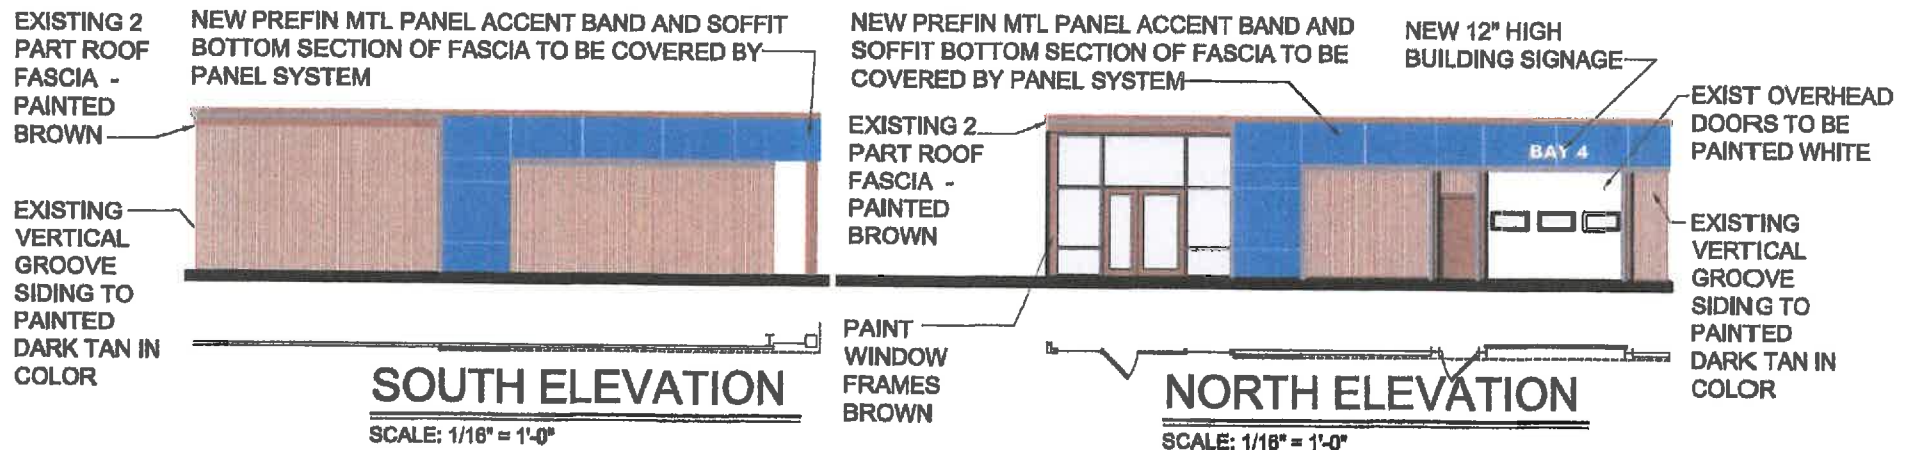 EXISTING 2
PART ROOF
FASCIA -
PAINTED
BROWN
NEW PREFIN MTL PANEL ACCENT BAND AND SOFFIT
BOTTOM SECTION OF FASCIA TO BE COVERED BY
PANEL SYSTEM
EXISTING
VERTICAL
GROOVE
SIDING TO
PAINTED
DARK TAN IN
COLOR
SOUTH ELEVATION
SCALE: 1/16" = 1'-0"
NEW PREFIN MTL PANEL ACCENT BAND AND
SOFFIT BOTTOM SECTION OF FASCIA TO BE
COVERED BY PANEL SYSTEM
NEW 12" HIGH
BUILDING SIGNAGE
EXISTING 2
PART ROOF
FASCIA -
PAINTED
BROWN
BAY 4
EXIST OVERHEAD
DOORS TO BE
PAINTED WHITE
EXISTING
VERTICAL
GROOVE
SIDING TO
PAINTED
DARK TAN IN
COLOR
PAINT
WINDOW
FRAMES
BROWN
NORTH ELEVATION
SCALE: 1/16" = 1'-0"